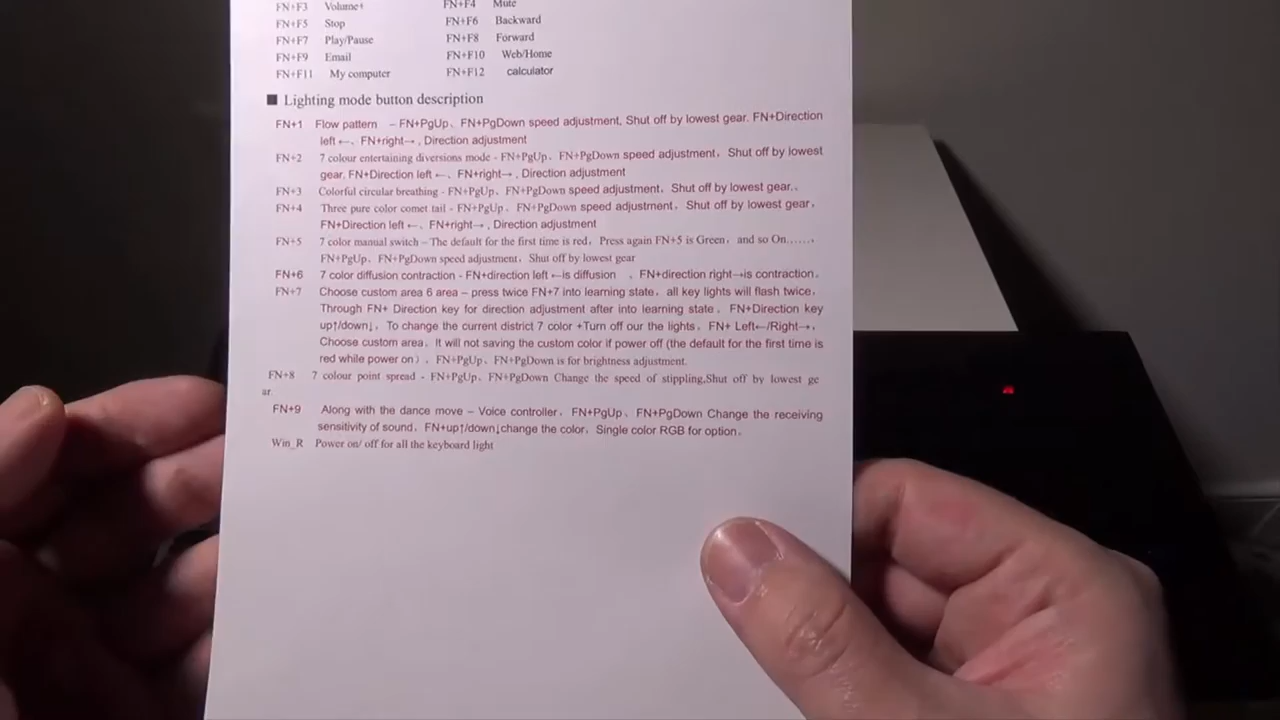 FN+F3 Volume+ FN+F4 Mute
FN+F5 Stop FN+F6 Backward
FN+F7 Play/Pause FN+F8 Forward
FN+F9 Email FN+F10 Web/Home
FN+F11 My computer FN+F12 calculator
■ Lighting mode button description
FN+1 Flow pattern – FN+PgUp、FN+PgDown speed adjustment, Shut off by lowest gear. FN+Direction
left ←、FN+right→ , Direction adjustment
FN+2 7 colour entertaining diversions mode - FN+PgUp、FN+PgDown speed adjustment，Shut off by lowest
gear, FN+Direction left ←、FN+right→ , Direction adjustment
FN+3 Colorful circular breathing - FN+PgUp、FN+PgDown speed adjustment，Shut off by lowest gear.,
FN+4 Three pure color comet tail - FN+PgUp、FN+PgDown speed adjustment，Shut off by lowest gear，
FN+Direction left ←、FN+right→ , Direction adjustment
FN+5 7 color manual switch – The default for the first time is red，Press again FN+5 is Green，and so On……，
FN+PgUp、FN+PgDown speed adjustment，Shut off by lowest gear
FN+6 7 color diffusion contraction - FN+direction left ←is diffusion ，FN+direction right→is contraction。
FN+7 Choose custom area 6 area – press twice FN+7 into learning state，all key lights will flash twice，
Through FN+ Direction key for direction adjustment after into learning state 。FN+Direction key
up↑/down↓，To change the current district 7 color +Turn off our the lights，FN+ Left←/Right→，
Choose custom area。It will not saving the custom color if power off (the default for the first time is
red while power on）。FN+PgUp、FN+PgDown is for brightness adjustment.
FN+8 7 colour point spread - FN+PgUp、FN+PgDown Change the speed of stippling,Shut off by lowest ge
ar.
FN+9 Along with the dance move – Voice controller，FN+PgUp、FN+PgDown Change the receiving
sensitivity of sound，FN+up↑/down↓change the color，Single color RGB for option。
Win_R Power on/ off for all the keyboard light